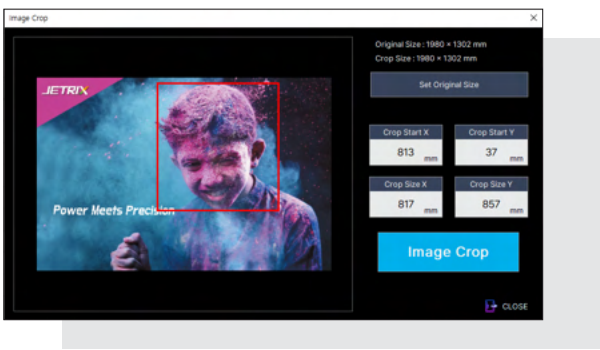 Image Crop
JETRIX
Power Meets Precision
Original Size : 1980 × 1302 mm
Crop Size : 1980 × 1302 mm
Set Original Size
Crop Start X
Crop Start Y
813 mm
37 mm
Crop Size X
Crop Size Y
817 mm
857 mm
Image Crop
CLOSE